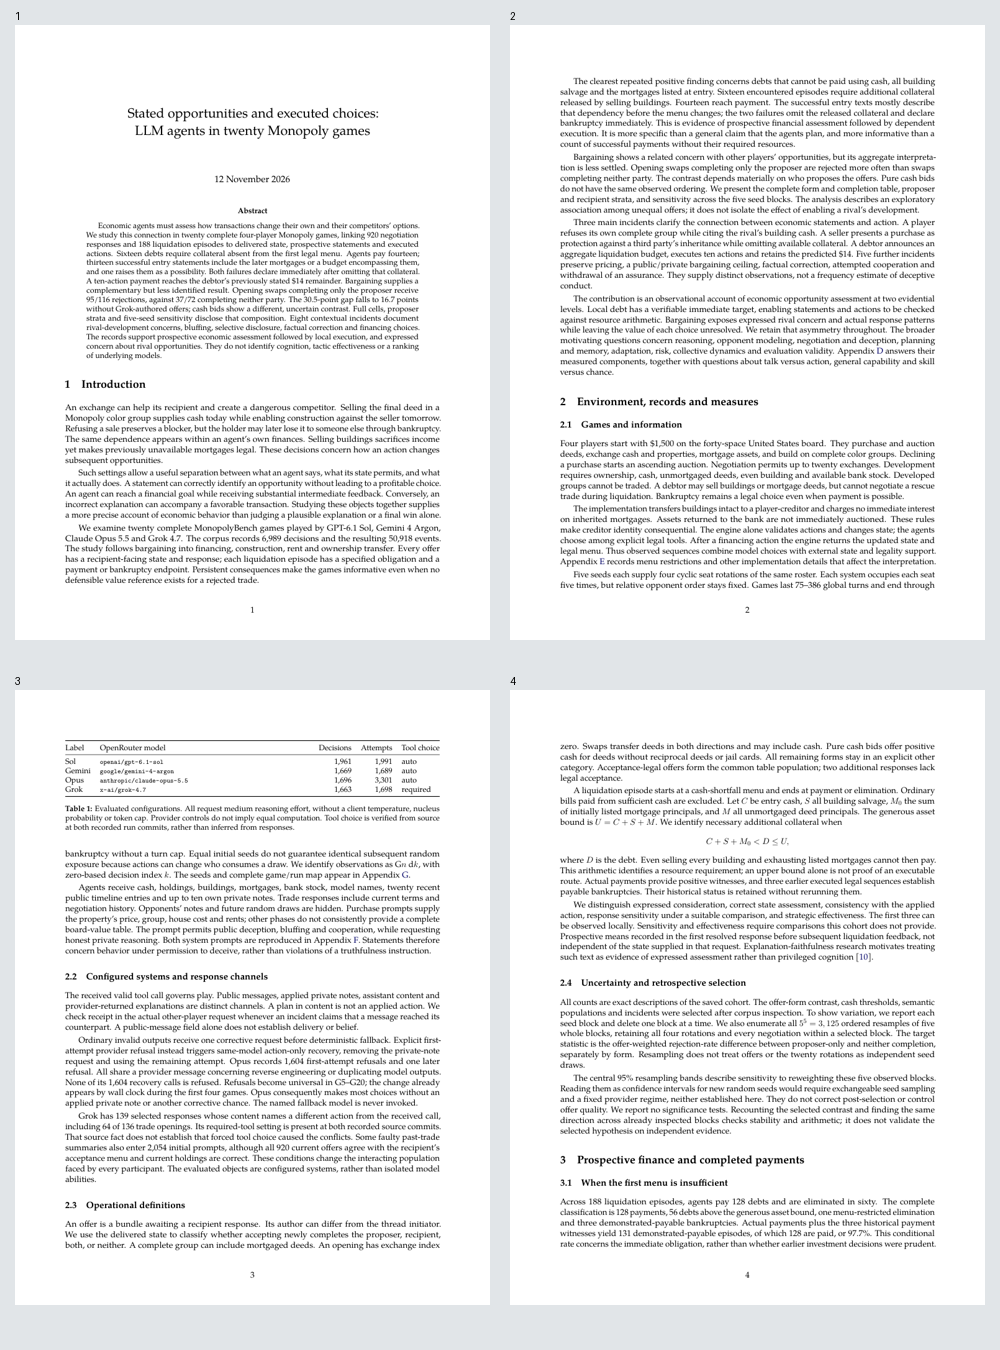 1
Stated opportunities and executed choices:
LLM agents in twenty Monopoly games
12 November 2026
Abstract
Economic agents must assess how transactions change their own and their competitors' options.
We study this connection in twenty complete four-player Monopoly games, linking 920 negotiation
responses and 188 liquidation episodes to delivered state, prospective statements and executed
actions. Sixteen debts require collateral absent from the first legal menu. Agents pay fourteen;
thirteen successful entry statements include the later mortgages or a budget encompassing them,
and one raises them as a possibility. Both failures declare immediately after omitting that collateral.
A ten-action payment reaches the debtor's previously stated $14 remainder. Bargaining supplies a
complementary but less identified result. Opening swaps completing only the proposer receive
95/116 rejections, against 37/72 completing neither party. The 30.5-point gap falls to 16.7 points
without Grok-authored offers; cash bids show a different, uncertain contrast. Full cells, proposer
strata and five-seed sensitivity disclose that composition. Eight contextual incidents document
rival-development concerns, bluffing, selective disclosure, factual correction and financing choices.
The records support prospective economic assessment followed by local execution, and expressed
concern about rival opportunities. They do not identify cognition, tactic effectiveness or a ranking
of underlying models.
1 Introduction
An exchange can help its recipient and create a dangerous competitor. Selling the final deed in a
Monopoly color group supplies cash today while enabling construction against the seller tomorrow.
Refusing a sale preserves a blocker, but the holder may later lose it to someone else through bankruptcy.
The same dependence appears within an agent's own finances. Selling buildings sacrifices income
yet makes previously unavailable mortgages legal. These decisions concern how an action changes
subsequent opportunities.
Such settings allow a useful separation between what an agent says, what its state permits, and what
it actually does. A statement can correctly identify an opportunity without leading to a profitable choice.
An agent can reach a financial goal while receiving substantial intermediate feedback. Conversely, an
incorrect explanation can accompany a favorable transaction. Studying these objects together supplies
a more precise account of economic behavior than judging a plausible explanation or a final win alone.
We examine twenty complete MonopolyBench games played by GPT-6.1 Sol, Gemini 4 Argon,
Claude Opus 5.5 and Grok 4.7. The corpus records 6,989 decisions and the resulting 50,918 events.
The study follows bargaining into financing, construction, rent and ownership transfer. Every offer
has a recipient-facing state and response; each liquidation episode has a specified obligation and a
payment or bankruptcy endpoint. Persistent consequences make the games informative even when no
defensible value reference exists for a rejected trade.
1
2
The clearest repeated positive finding concerns debts that cannot be paid using cash, all building
salvage and the mortgages listed at entry. Sixteen encountered episodes require additional collateral
released by selling buildings. Fourteen reach payment. The successful entry texts mostly describe
that dependency before the menu changes; the two failures omit the released collateral and declare
bankruptcy immediately. This is evidence of prospective financial assessment followed by dependent
execution. It is more specific than a general claim that the agents plan, and more informative than a
count of successful payments without their required resources.
Bargaining shows a related concern with other players' opportunities, but its aggregate interpreta-
tion is less settled. Opening swaps completing only the proposer are rejected more often than swaps
completing neither party. The contrast depends materially on who proposes the offers. Pure cash bids
do not have the same observed ordering. We present the complete form and completion table, proposer
and recipient strata, and sensitivity across the five seed blocks. The analysis describes an exploratory
association among unequal offers; it does not isolate the effect of enabling a rival's development.
Three main incidents clarify the connection between economic statement and action. A player
refuses its own complete group while citing the rival's building cash. A seller presents a purchase as
protection against a third party's inheritance while omitting available collateral. A debtor announces an
aggregate liquidation budget, executes ten actions and retains the predicted $14. Five further incidents
preserve pricing, a public/private bargaining ceiling, factual correction, attempted cooperation and
withdrawal of an assurance. They supply distinct observations, not a frequency estimate of deceptive
conduct.
The contribution is an observational account of economic opportunity assessment at two evidential
levels. Local debt has a verifiable immediate target, enabling statements and actions to be checked
against resource arithmetic. Bargaining exposes expressed rival concern and actual response patterns
while leaving the value of each choice unresolved. We retain that asymmetry throughout. The broader
motivating questions concern reasoning, opponent modeling, negotiation and deception, planning
and memory, adaptation, risk, collective dynamics and evaluation validity. Appendix D answers their
measured components, together with questions about talk versus action, general capability and skill
versus chance.
2 Environment, records and measures
2.1 Games and information
Four players start with $1,500 on the forty-space United States board. They purchase and auction
deeds, exchange cash and properties, mortgage assets, and build on complete color groups. Declining
a purchase starts an ascending auction. Negotiation permits up to twenty exchanges. Development
requires ownership, cash, unmortgaged deeds, even building and available bank stock. Developed
groups cannot be traded. A debtor may sell buildings or mortgage deeds, but cannot negotiate a rescue
trade during liquidation. Bankruptcy remains a legal choice even when payment is possible.
The implementation transfers buildings intact to a player-creditor and charges no immediate interest
on inherited mortgages. Assets returned to the bank are not immediately auctioned. These rules
make creditor identity consequential. The engine alone validates actions and changes state; the agents
choose among explicit legal tools. After a financing action the engine returns the updated state and
legal menu. Thus observed sequences combine model choices with external state and legality support.
Appendix E records menu restrictions and other implementation details that affect the interpretation.
Five seeds each supply four cyclic seat rotations of the same roster. Each system occupies each seat
five times, but relative opponent order stays fixed. Games last 75–386 global turns and end through
2
3
Label OpenRouter model Decisions Attempts Tool choice
Sol openai/gpt-6.1-sol 1,961 1,991 auto
Gemini google/gemini-4-argon 1,669 1,689 auto
Opus anthropic/claude-opus-5.5 1,696 3,301 auto
Grok x-ai/grok-4.7 1,663 1,698 required
Table 1: Evaluated configurations. All request medium reasoning effort, without a client temperature, nucleus
probability or token cap. Provider controls do not imply equal computation. Tool choice is verified from source
at both recorded run commits, rather than inferred from responses.
bankruptcy without a turn cap. Equal initial seeds do not guarantee identical subsequent random
exposure because actions can change who consumes a draw. We identify observations as Gn dk, with
zero-based decision index k. The seeds and complete game/run map appear in Appendix G.
Agents receive cash, holdings, buildings, mortgages, bank stock, model names, twenty recent
public timeline entries and up to ten own private notes. Trade responses include current terms and
negotiation history. Opponents' notes and future random draws are hidden. Purchase prompts supply
the property's price, group, house cost and rents; other phases do not consistently provide a complete
board-value table. The prompt permits public deception, bluffing and cooperation, while requesting
honest private reasoning. Both system prompts are reproduced in Appendix F. Statements therefore
concern behavior under permission to deceive, rather than violations of a truthfulness instruction.
2.2 Configured systems and response channels
The received valid tool call governs play. Public messages, applied private notes, assistant content and
provider-returned explanations are distinct channels. A plan in content is not an applied action. We
check receipt in the actual other-player request whenever an incident claims that a message reached its
counterpart. A public-message field alone does not establish delivery or belief.
Ordinary invalid outputs receive one corrective request before deterministic fallback. Explicit first-
attempt provider refusal instead triggers same-model action-only recovery, removing the private-note
request and using the remaining attempt. Opus records 1,604 first-attempt refusals and one later
refusal. All share a provider message concerning reverse engineering or duplicating model outputs.
None of its 1,604 recovery calls is refused. Refusals become universal in G5–G20; the change already
appears by wall clock during the first four games. Opus consequently makes most choices without an
applied private note or another corrective chance. The named fallback model is never invoked.
Grok has 139 selected responses whose content names a different action from the received call,
including 64 of 136 trade openings. Its required-tool setting is present at both recorded source commits.
That source fact does not establish that forced tool choice caused the conflicts. Some faulty past-trade
summaries also enter 2,054 initial prompts, although all 920 current offers agree with the recipient's
acceptance menu and current holdings are correct. These conditions change the interacting population
faced by every participant. The evaluated objects are configured systems, rather than isolated model
abilities.
2.3 Operational definitions
An offer is a bundle awaiting a recipient response. Its author can differ from the thread initiator.
We use the delivered state to classify whether accepting newly completes the proposer, recipient,
both, or neither. A complete group can include mortgaged deeds. An opening has exchange index
3
4
zero. Swaps transfer deeds in both directions and may include cash. Pure cash bids offer positive
cash for deeds without reciprocal deeds or jail cards. All remaining forms stay in an explicit other
category. Acceptance-legal offers form the common table population; two additional responses lack
legal acceptance.
A liquidation episode starts at a cash-shortfall menu and ends at payment or elimination. Ordinary
bills paid from sufficient cash are excluded. Let C be entry cash, S all building salvage, M₀ the sum
of initially listed mortgage principals, and M all unmortgaged deed principals. The generous asset
bound is U = C + S + M. We identify necessary additional collateral when
C + S + M₀ < D ≤ U,
where D is the debt. Even selling every building and exhausting listed mortgages cannot then pay.
This arithmetic identifies a resource requirement; an upper bound alone is not proof of an executable
route. Actual payments provide positive witnesses, and three earlier executed legal sequences establish
payable bankruptcies. Their historical status is retained without rerunning them.
We distinguish expressed consideration, correct state assessment, consistency with the applied
action, response sensitivity under a suitable comparison, and strategic effectiveness. The first three can
be observed locally. Sensitivity and effectiveness require comparisons this cohort does not provide.
Prospective means recorded in the first resolved response before subsequent liquidation feedback, not
independent of the state supplied in that request. Explanation-faithfulness research motivates treating
such text as evidence of expressed assessment rather than privileged cognition [10].
2.4 Uncertainty and retrospective selection
All counts are exact descriptions of the saved cohort. The offer-form contrast, cash thresholds, semantic
populations and incidents were selected after corpus inspection. To show variation, we report each
seed block and delete one block at a time. We also enumerate all 5⁵ = 3,125 ordered resamples of five
whole blocks, retaining all four rotations and every negotiation within a selected block. The target
statistic is the offer-weighted rejection-rate difference between proposer-only and neither completion,
separately by form. Resampling does not treat offers or the twenty rotations as independent seed
draws.
The central 95% resampling bands describe sensitivity to reweighting these five observed blocks.
Reading them as confidence intervals for new random seeds would require exchangeable seed sampling
and a fixed provider regime, neither established here. They do not correct post-selection or control
offer quality. We report no significance tests. Recounting the selected contrast and finding the same
direction across already inspected blocks checks stability and arithmetic; it does not validate the
selected hypothesis on independent evidence.
3 Prospective finance and completed payments
3.1 When the first menu is insufficient
Across 188 liquidation episodes, agents pay 128 debts and are eliminated in sixty. The complete
classification is 128 payments, 56 debts above the generous asset bound, one menu-restricted elimination
and three demonstrated-payable bankruptcies. Actual payments plus the three historical payment
witnesses yield 131 demonstrated-payable episodes, of which 128 are paid, or 97.7%. This conditional
rate concerns the immediate obligation, rather than whether earlier investment decisions were prudent.
4